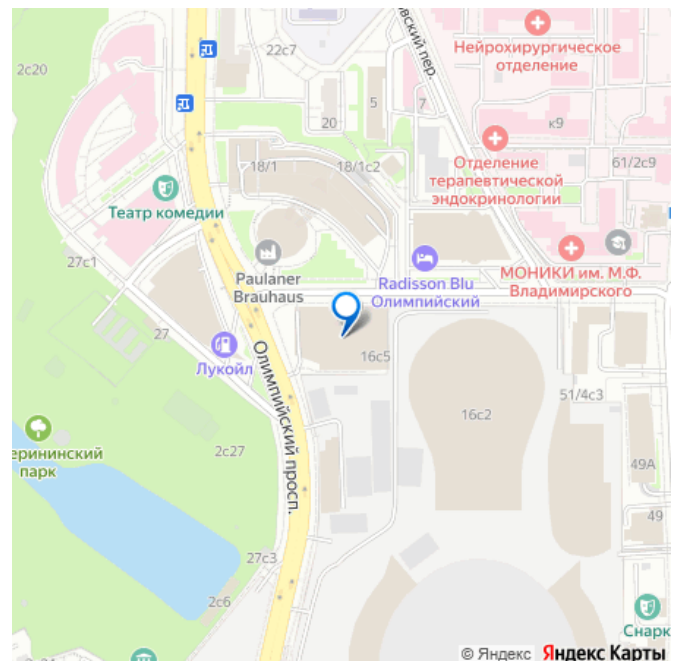 22с7
2с20
вский пер.
Нейрохирургическое
отделение
5
20
7
к9
18/1
18/1с2
Отделение
терапевтической
эндокринологии
61/2с9
Театр комедии
27с1
Paulaner
Brauhaus
Radisson Blu
Олимпийский
МОНИКИ им. М.Ф.
Владимирского
27
Лукойл
Олимпийский просп.
16с5
16с2
51/4с3
ерининский
парк
2с27
49А
49
27с3
2с6
Снарк
© Яндекс Яндекс Карты